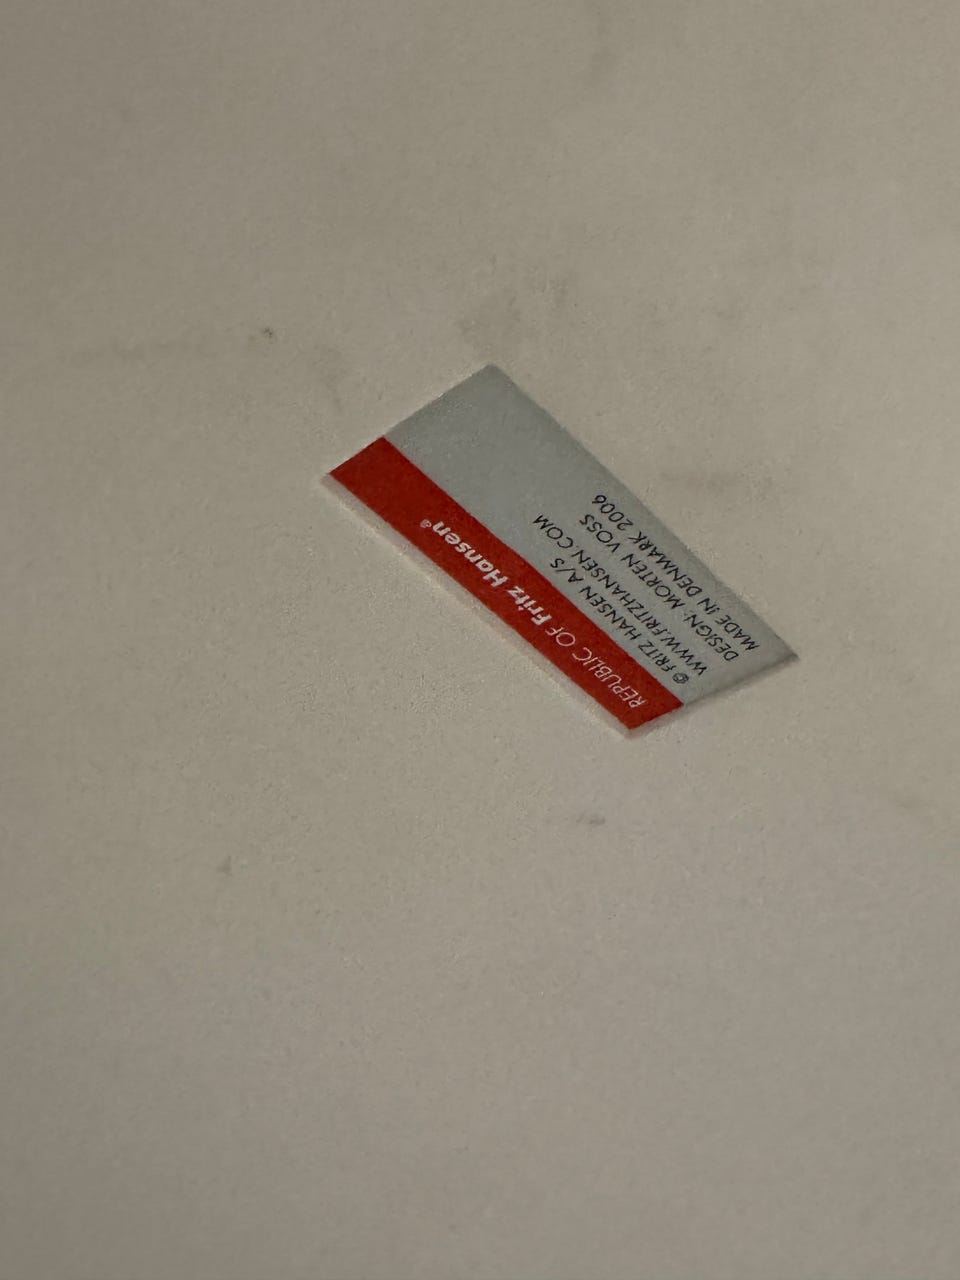 REPUBLIC OF Fritz Hansen®
© FRITZ HANSEN A/S
WWW.FRITZHANSEN.COM
DESIGN: MORTEN VOSS
MADE IN DENMARK 2006